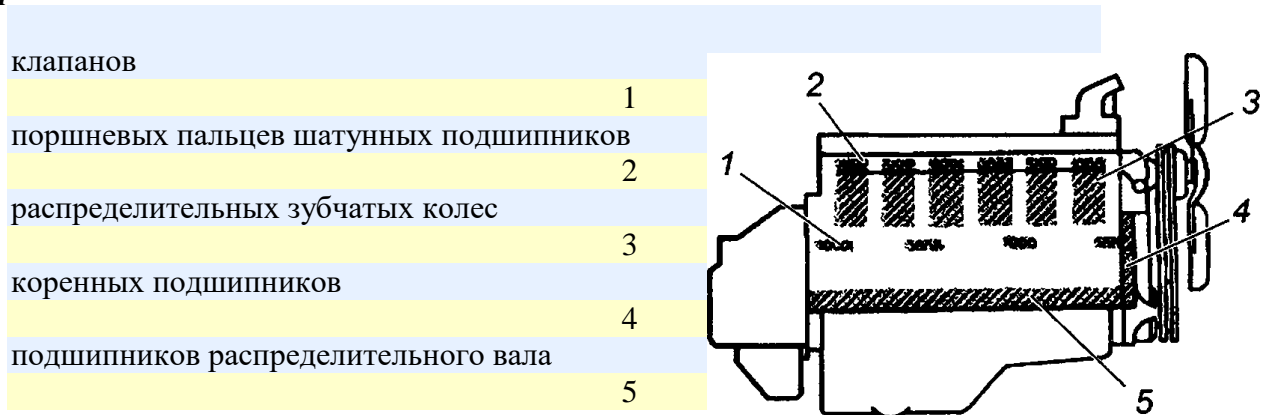 клапанов
1
поршневых пальцев шатунных подшипников
2
распределительных зубчатых колес
3
коренных подшипников
4
подшипников распределительного вала
5
2
3
1
4
5